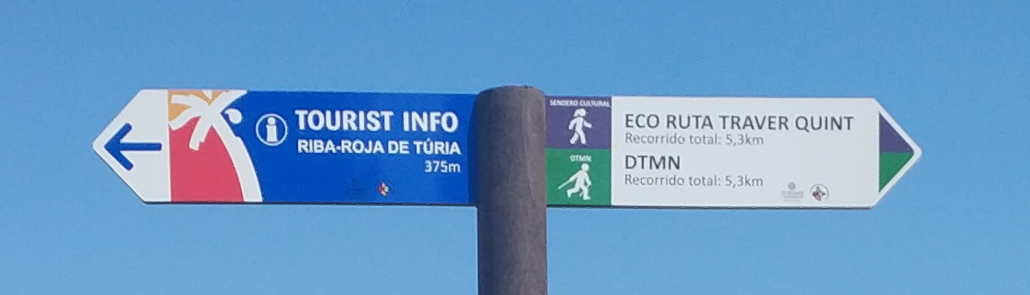 TOURIST INFO
RIBA-ROJA DE TÚRIA
375m
SENDERO CULTURAL
ECO RUTA TRAVER QUINT
Recorrido total: 5,3km
DTMN
DTMN
Recorrido total: 5,3km